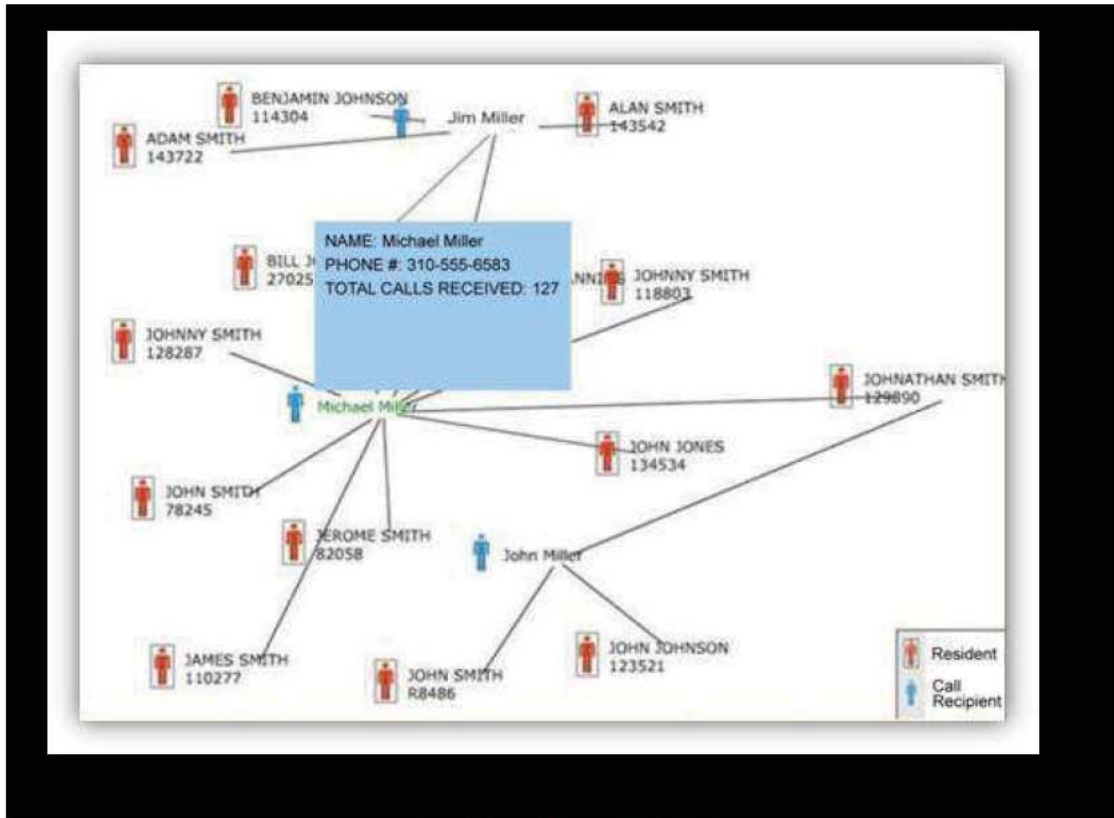 BENJAMIN JOHNSON
114304
Jim Miller
ALAN SMITH
143542
ADAM SMITH
143722
NAME: Michael Miller
PHONE #: 310-555-6583
TOTAL CALLS RECEIVED: 127
BILL
27025
JOHNNY SMITH
118803
JOHNNY SMITH
128287
JOHNATHAN SMITH
129890
Michael Miller
JOHN JONES
134534
JOHN SMITH
78245
JEROME SMITH
82058
John Miller
JAMES SMITH
110277
JOHN SMITH
R8486
JOHN JOHNSON
123521
Resident
Call
Recipient